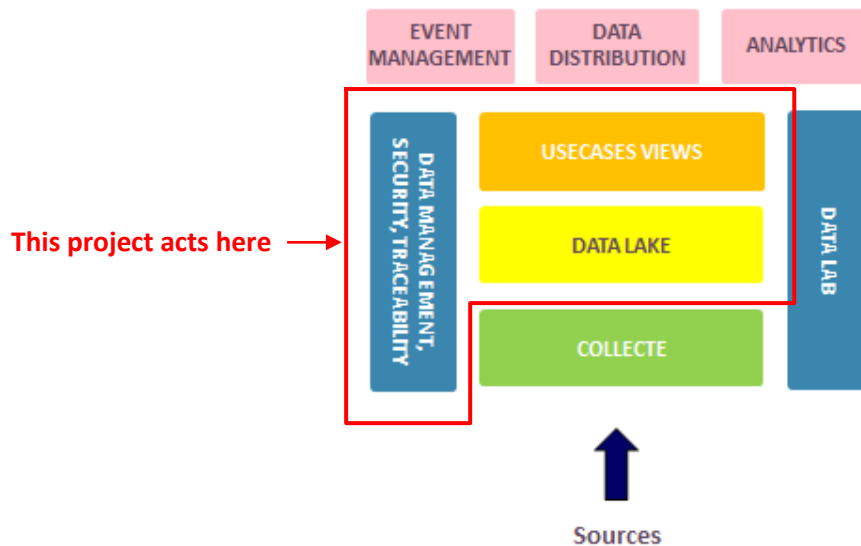 EVENT
MANAGEMENT
DATA
DISTRIBUTION
ANALYTICS
DATA MANAGEMENT,
SECURITY, TRACEABILITY
USECASES VIEWS
This project acts here
DATA LAKE
DATA LAB
COLLECTE
Sources